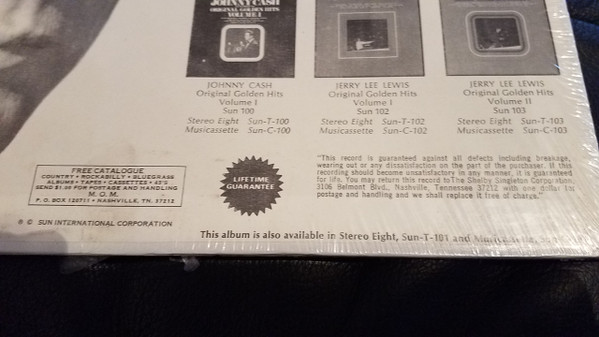 JOHNNY CASH
ORIGINAL GOLDEN HITS
VOLUME I
JOHNNY CASH
Original Golden Hits
Volume I
Sun 100
Stereo Eight Sun-T-100
Musicassette Sun-C-100
JERRY LEE LEWIS
Original Golden Hits
Volume I
Sun 102
Stereo Eight Sun-T-102
Musicassette Sun-C-102
JERRY LEE LEWIS
Original Golden Hits
Volume II
Sun 103
Stereo Eight Sun-T-103
Musicassette Sun-C-103
FREE CATALOGUE
COUNTRY • ROCKABILLY • BLUEGRASS
ALBUMS • TAPES • CASSETTES • 45'S
SEND $1.00 FOR POSTAGE AND HANDLING
M. O. M.
P. O. BOX 120711 • NASHVILLE, TN. 37212
LIFETIME
GUARANTEE
"This record is guaranteed against all defects including breakage,
wearing out or any dissatisfaction on the part of the purchaser. If this
recording should become unsatisfactory in any manner, it is guaranteed
for life. You may return this record to The Shelby Singleton Corporation,
3106 Belmont Blvd., Nashville, Tennessee 37212 with one dollar for
postage and handling and we shall replace it free of charge."
℗ © SUN INTERNATIONAL CORPORATION
This album is also available in Stereo Eight, Sun-T-101 and Musicassette,